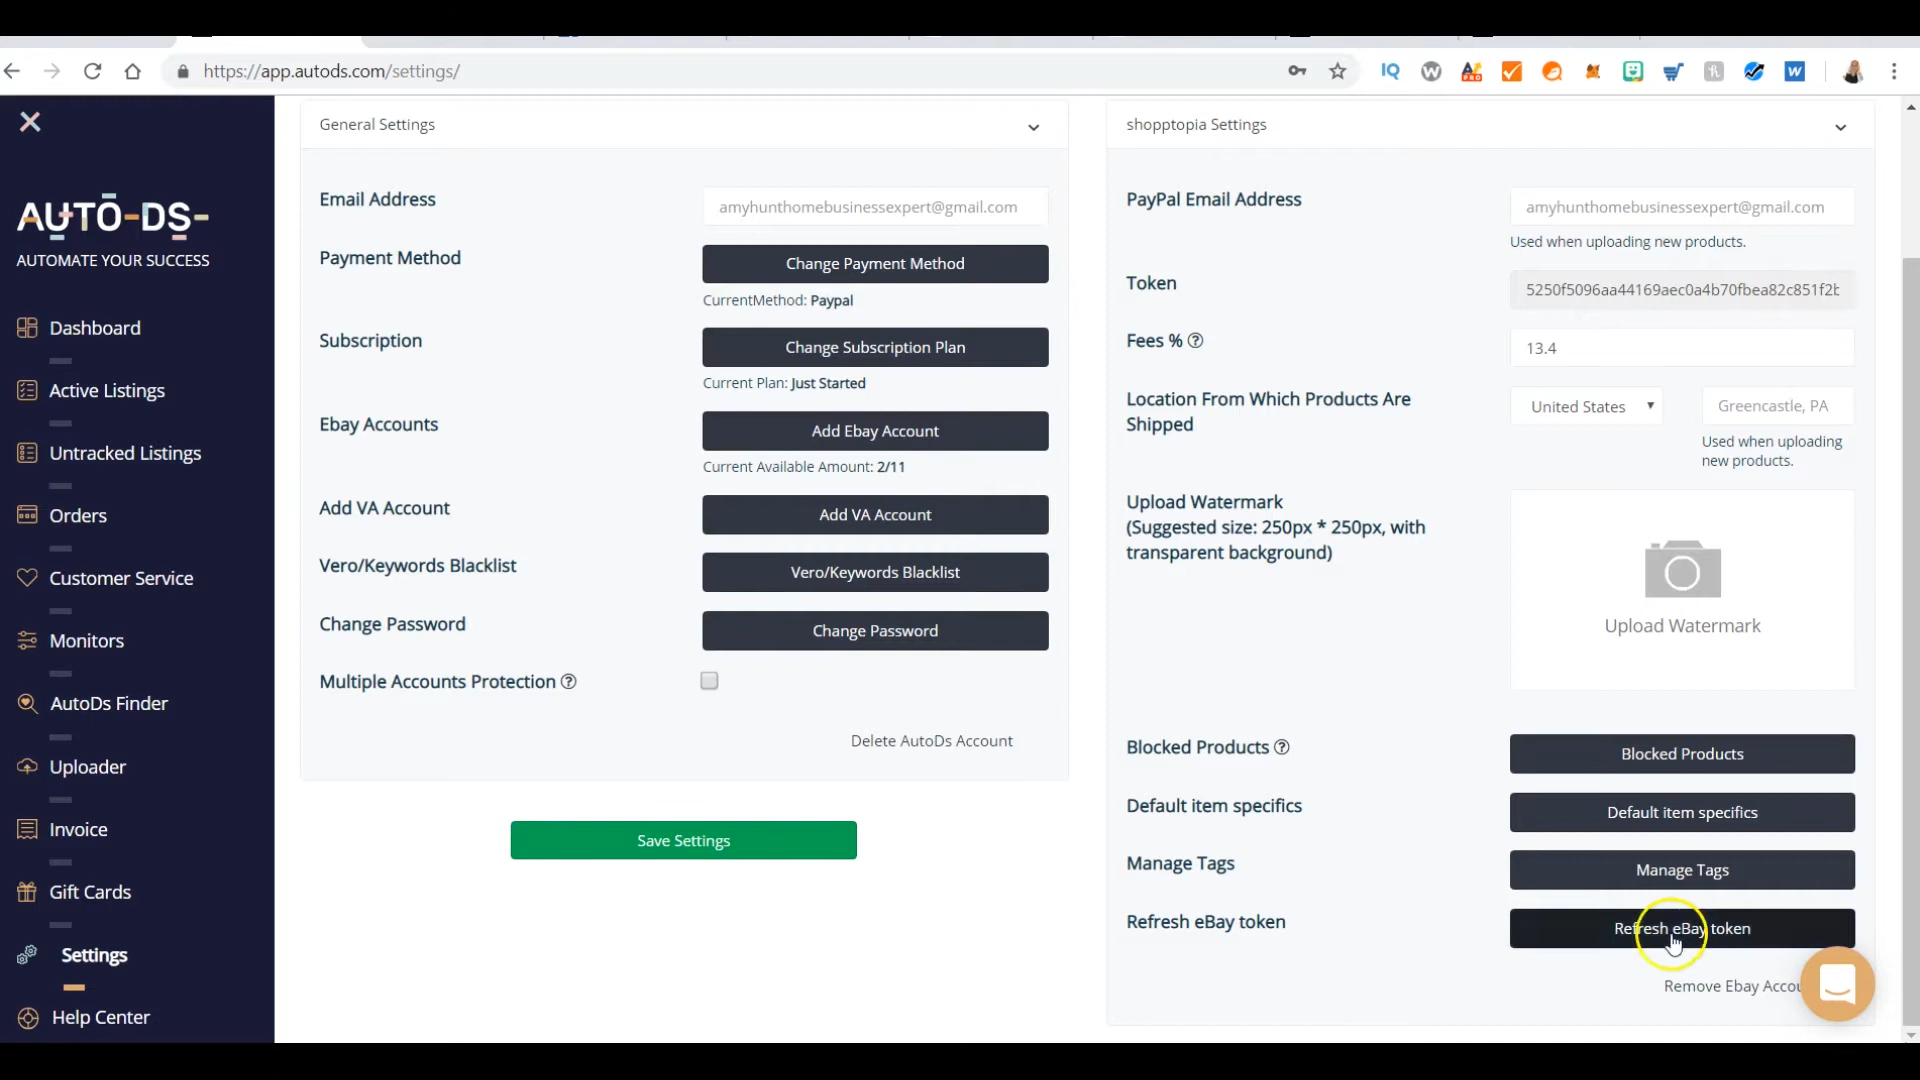 https://app.autods.com/settings/
AUTO-DS-
AUTOMATE YOUR SUCCESS
Dashboard
Active Listings
Untracked Listings
Orders
Customer Service
Monitors
AutoDs Finder
Uploader
Invoice
Gift Cards
Settings
Help Center
General Settings
Email Address
amyhunthomebusinessexpert@gmail.com
Payment Method
Change Payment Method
CurrentMethod: Paypal
Subscription
Change Subscription Plan
Current Plan: Just Started
Ebay Accounts
Add Ebay Account
Current Available Amount: 2/11
Add VA Account
Add VA Account
Vero/Keywords Blacklist
Vero/Keywords Blacklist
Change Password
Change Password
Multiple Accounts Protection
Delete AutoDs Account
Save Settings
shopptopia Settings
PayPal Email Address
amyhunthomebusinessexpert@gmail.com
Used when uploading new products.
Token
5250f5096aa44169aec0a4b70fbea82c851f2b
Fees %
13.4
Location From Which Products Are
Shipped
United States
Greencastle, PA
Used when uploading
new products.
Upload Watermark
(Suggested size: 250px * 250px, with
transparent background)
Upload Watermark
Blocked Products
Blocked Products
Default item specifics
Default item specifics
Manage Tags
Manage Tags
Refresh eBay token
Refresh eBay token
Remove Ebay Accou